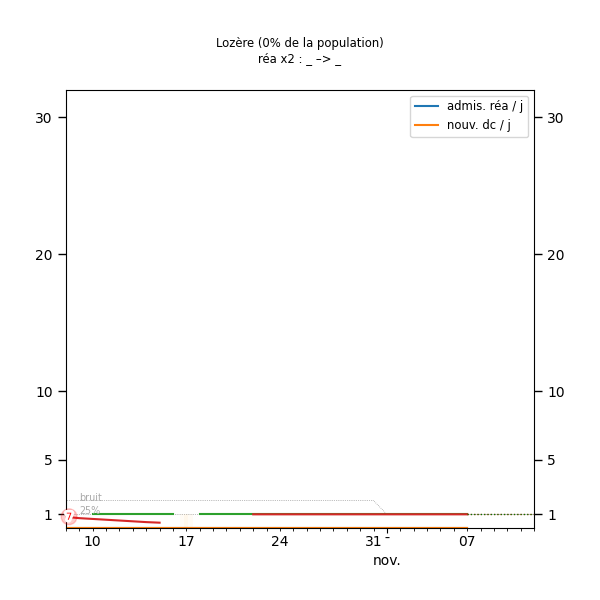 Lozère (0% de la population)
réa x2 : _ –> _
admis. réa / j
nouv. dc / j
30 30
20 20
10 10
5 5
bruit
25%
1 7 1
10 17 24 31 07
nov.